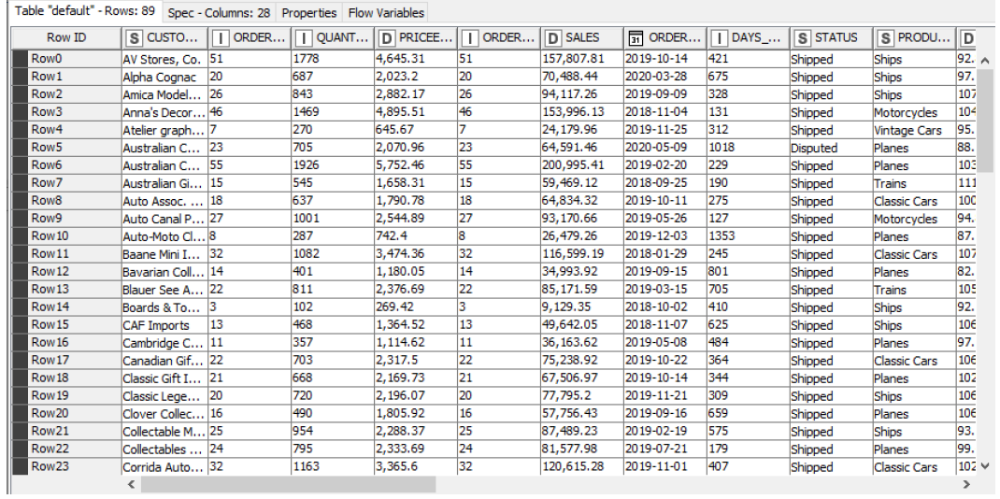 Table "default" - Rows: 89 Spec - Columns: 28 Properties Flow Variables
Row ID S CUSTO... I ORDER... I QUANT... D PRICEE... I ORDER... D SALES 31 ORDER... I DAYS_... S STATUS S PRODU... D
Row0 AV Stores, Co. 51 1778 4,645.31 51 157,807.81 2019-10-14 421 Shipped Ships 92.
Row1 Alpha Cognac 20 687 2,023.2 20 70,488.44 2020-03-28 675 Shipped Ships 97.
Row2 Amica Model... 26 843 2,882.17 26 94,117.26 2019-09-09 328 Shipped Ships 107
Row3 Anna's Decor... 46 1469 4,895.51 46 153,996.13 2018-11-04 131 Shipped Motorcycles 104
Row4 Atelier graph... 7 270 645.67 7 24,179.96 2019-11-25 312 Shipped Vintage Cars 95.
Row5 Australian C... 23 705 2,070.96 23 64,591.46 2020-05-09 1018 Disputed Planes 88.
Row6 Australian C... 55 1926 5,752.46 55 200,995.41 2019-02-20 229 Shipped Planes 103
Row7 Australian Gi... 15 545 1,658.31 15 59,469.12 2018-09-25 190 Shipped Trains 111
Row8 Auto Assoc. ... 18 637 1,790.78 18 64,834.32 2019-10-11 275 Shipped Classic Cars 100
Row9 Auto Canal P... 27 1001 2,544.89 27 93,170.66 2019-05-26 127 Shipped Motorcycles 94.
Row10 Auto-Moto Cl... 8 287 742.4 8 26,479.26 2019-12-03 1353 Shipped Planes 87.
Row11 Baane Mini I... 32 1082 3,474.36 32 116,599.19 2018-01-29 245 Shipped Classic Cars 107
Row12 Bavarian Coll... 14 401 1,180.05 14 34,993.92 2019-09-15 801 Shipped Planes 82.
Row13 Blauer See A... 22 811 2,376.69 22 85,171.59 2019-03-15 705 Shipped Trains 105
Row14 Boards & To... 3 102 269.42 3 9,129.35 2018-10-02 410 Shipped Ships 92.
Row15 CAF Imports 13 468 1,364.52 13 49,642.05 2018-11-07 625 Shipped Ships 106
Row16 Cambridge C... 11 357 1,114.62 11 36,163.62 2019-05-08 484 Shipped Planes 97.
Row17 Canadian Gif... 22 703 2,317.5 22 75,238.92 2019-10-22 364 Shipped Classic Cars 106
Row18 Classic Gift I... 21 668 2,169.73 21 67,506.97 2019-10-14 344 Shipped Planes 102
Row19 Classic Lege... 20 720 2,196.07 20 77,795.2 2019-11-21 309 Shipped Ships 106
Row20 Clover Collec... 16 490 1,805.92 16 57,756.43 2019-09-16 659 Shipped Planes 106
Row21 Collectable M... 25 954 2,288.37 25 87,489.23 2019-02-19 575 Shipped Ships 93.
Row22 Collectables ... 24 795 2,333.69 24 81,577.98 2019-07-21 179 Shipped Planes 99.
Row23 Corrida Auto... 32 1163 3,365.6 32 120,615.28 2019-11-01 407 Shipped Classic Cars 102